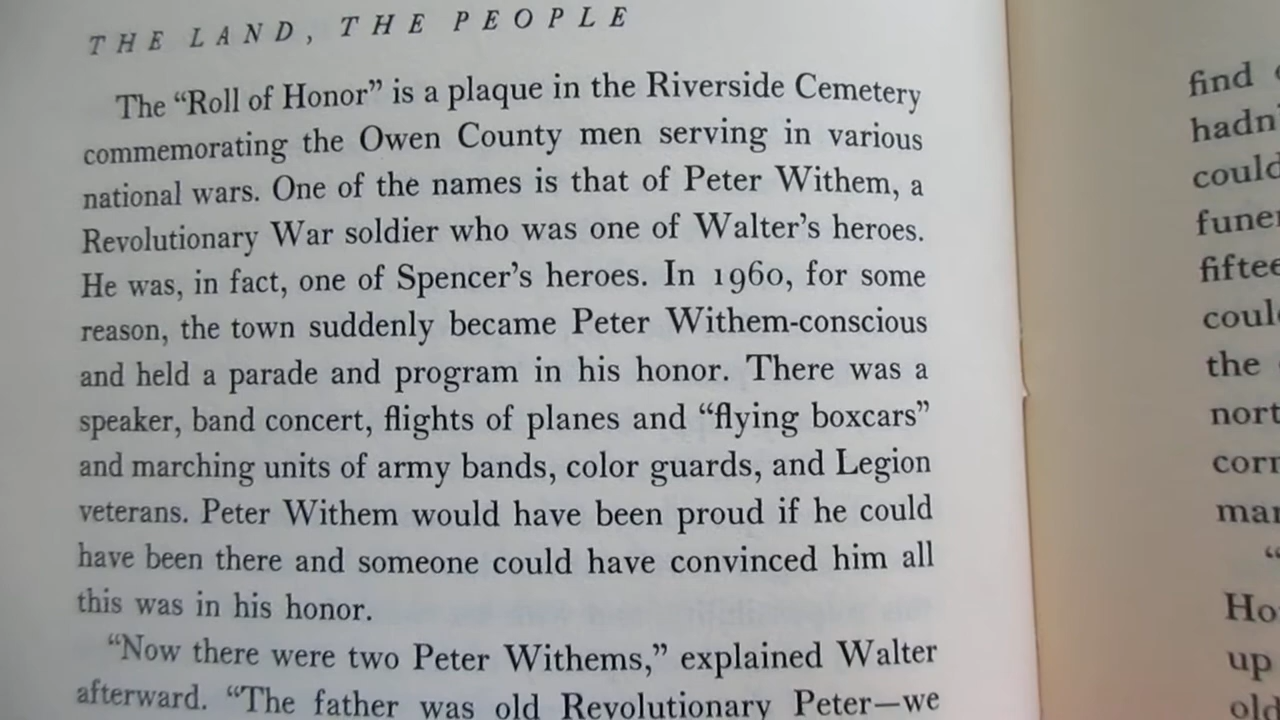 THE LAND, THE PEOPLE
The “Roll of Honor” is a plaque in the Riverside Cemetery
commemorating the Owen County men serving in various
national wars. One of the names is that of Peter Withem, a
Revolutionary War soldier who was one of Walter’s heroes.
He was, in fact, one of Spencer’s heroes. In 1960, for some
reason, the town suddenly became Peter Withem-conscious
and held a parade and program in his honor. There was a
speaker, band concert, flights of planes and “flying boxcars”
and marching units of army bands, color guards, and Legion
veterans. Peter Withem would have been proud if he could
have been there and someone could have convinced him all
this was in his honor.
“Now there were two Peter Withems,” explained Walter
afterward. “The father was old Revolutionary Peter—we
find
could
the
up
old